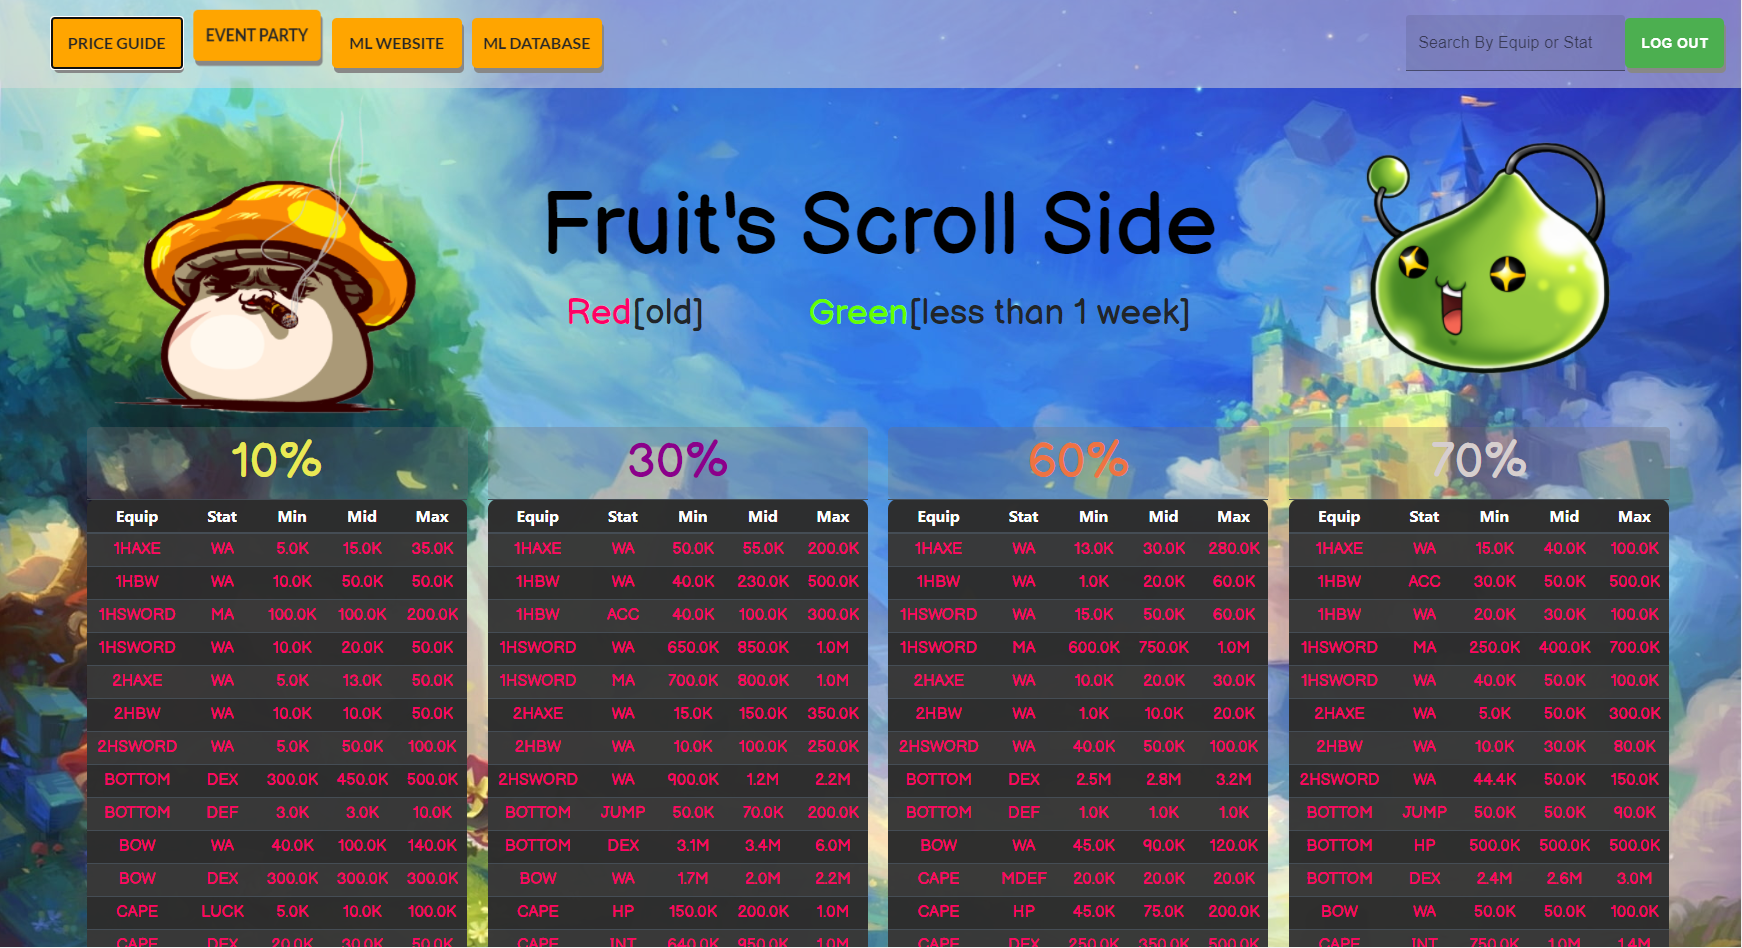 PRICE GUIDE EVENT PARTY ML WEBSITE ML DATABASE Search By Equip or Stat LOG OUT
Fruit's Scroll Side
Red[old] Green[less than 1 week]
10%
Equip Stat Min Mid Max
1HAXE WA 5.0K 15.0K 35.0K
1HBW WA 10.0K 50.0K 50.0K
1HSWORD MA 100.0K 100.0K 200.0K
1HSWORD WA 10.0K 20.0K 50.0K
2HAXE WA 5.0K 13.0K 50.0K
2HBW WA 10.0K 10.0K 50.0K
2HSWORD WA 5.0K 50.0K 100.0K
BOTTOM DEX 300.0K 450.0K 500.0K
BOTTOM DEF 3.0K 3.0K 10.0K
BOW WA 40.0K 100.0K 140.0K
BOW DEX 300.0K 300.0K 300.0K
CAPE LUCK 5.0K 10.0K 100.0K
CAPE DEX 20.0K 30.0K 50.0K
30%
Equip Stat Min Mid Max
1HAXE WA 50.0K 55.0K 200.0K
1HBW WA 40.0K 230.0K 500.0K
1HBW ACC 40.0K 100.0K 300.0K
1HSWORD WA 650.0K 850.0K 1.0M
1HSWORD MA 700.0K 800.0K 1.0M
2HAXE WA 15.0K 150.0K 350.0K
2HBW WA 10.0K 100.0K 250.0K
2HSWORD WA 900.0K 1.2M 2.2M
BOTTOM JUMP 50.0K 70.0K 200.0K
BOTTOM DEX 3.1M 3.4M 6.0M
BOW WA 1.7M 2.0M 2.2M
CAPE HP 150.0K 200.0K 1.0M
CAPE INT 640.0K 950.0K 1.0M
60%
Equip Stat Min Mid Max
1HAXE WA 13.0K 30.0K 280.0K
1HBW WA 1.0K 20.0K 60.0K
1HSWORD WA 15.0K 50.0K 60.0K
1HSWORD MA 600.0K 750.0K 1.0M
2HAXE WA 10.0K 20.0K 30.0K
2HBW WA 1.0K 10.0K 20.0K
2HSWORD WA 40.0K 50.0K 100.0K
BOTTOM DEX 2.5M 2.8M 3.2M
BOTTOM DEF 1.0K 1.0K 1.0K
BOW WA 45.0K 90.0K 120.0K
CAPE MDEF 20.0K 20.0K 20.0K
CAPE HP 45.0K 75.0K 200.0K
CAPE DEX 250.0K 350.0K 500.0K
70%
Equip Stat Min Mid Max
1HAXE WA 15.0K 40.0K 100.0K
1HBW ACC 30.0K 50.0K 500.0K
1HBW WA 20.0K 30.0K 100.0K
1HSWORD MA 250.0K 400.0K 700.0K
1HSWORD WA 40.0K 50.0K 100.0K
2HAXE WA 5.0K 50.0K 300.0K
2HBW WA 10.0K 30.0K 80.0K
2HSWORD WA 44.4K 50.0K 150.0K
BOTTOM JUMP 50.0K 50.0K 90.0K
BOTTOM HP 500.0K 500.0K 500.0K
BOTTOM DEX 2.4M 2.6M 3.0M
BOW WA 50.0K 50.0K 100.0K
CAPE INT 750.0K 1.0M 1.4M